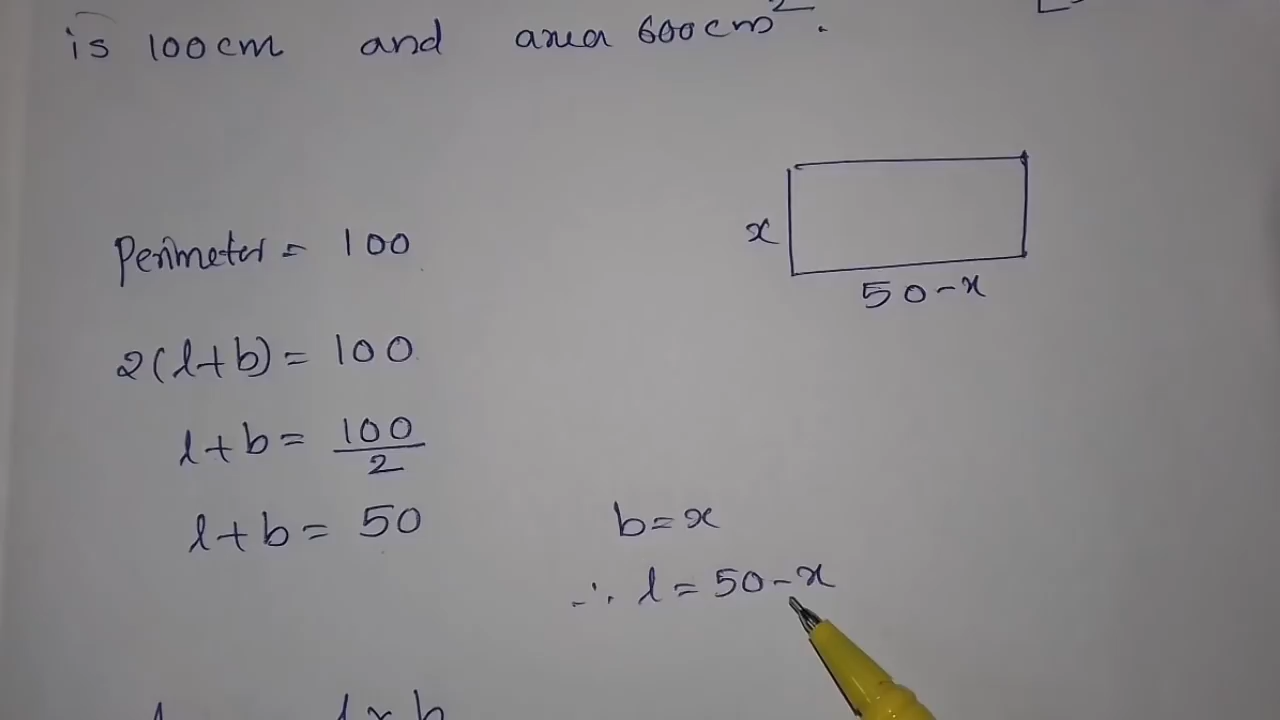 is 100cm and area 600cm².
Perimeter = 100
2(l+b) = 100
l+b = 100/2
l+b = 50
x
50-x
b=x
∴ l = 50-x
l × b